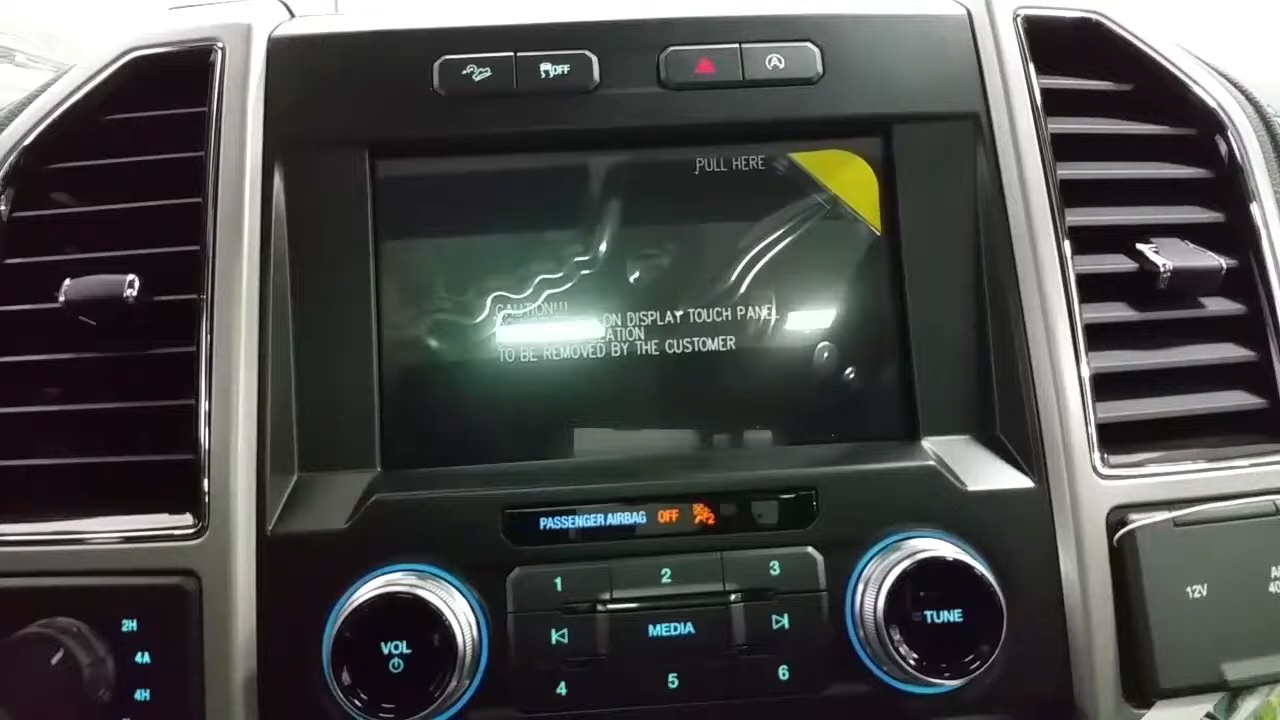 OFF
PULL HERE
CAUTION!!!
ON DISPLAY TOUCH PANEL
TO BE REMOVED BY THE CUSTOMER
PASSENGER AIRBAG OFF 2
1 2 3
VOL
MEDIA
TUNE
4 5 6
2H
4A
4H
12V